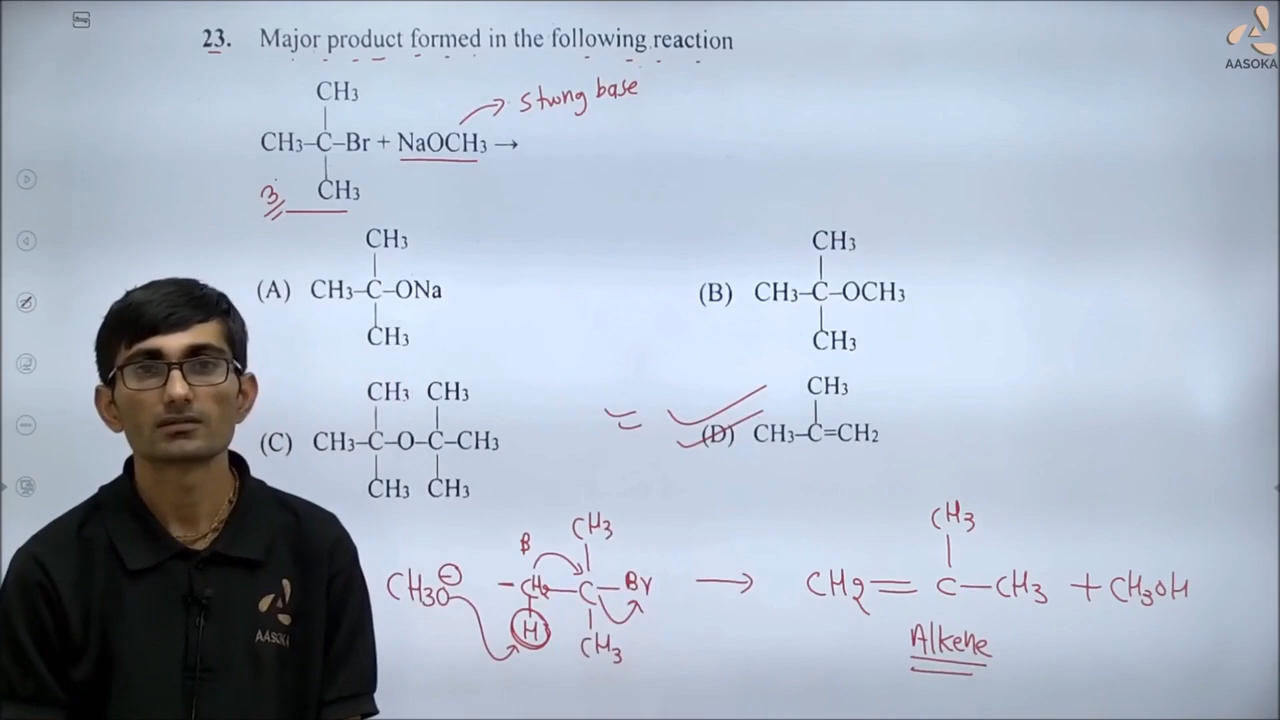 AASOKA
23. Major product formed in the following reaction
CH3
strong base
CH3–C–Br + NaOCH3 →
3° CH3
CH3 CH3
(A) CH3–C–ONa (B) CH3–C–OCH3
CH3 CH3
CH3 CH3 CH3
(C) CH3–C–O–C–CH3 (D) CH3–C=CH2
CH3 CH3
CH3 CH3
β
CH3O⊖ –CH2–C–Br → CH2=C–CH3 + CH3OH
H CH3 Alkene
AASOKA